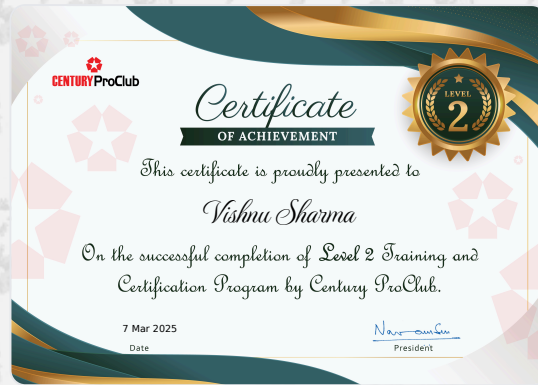 CENTURY ProClub
LEVEL
2
Certificate
OF ACHIEVEMENT
This certificate is proudly presented to
Vishnu Sharma
On the successful completion of Level 2 Training and
Certification Program by Century ProClub.
7 Mar 2025
Date
President